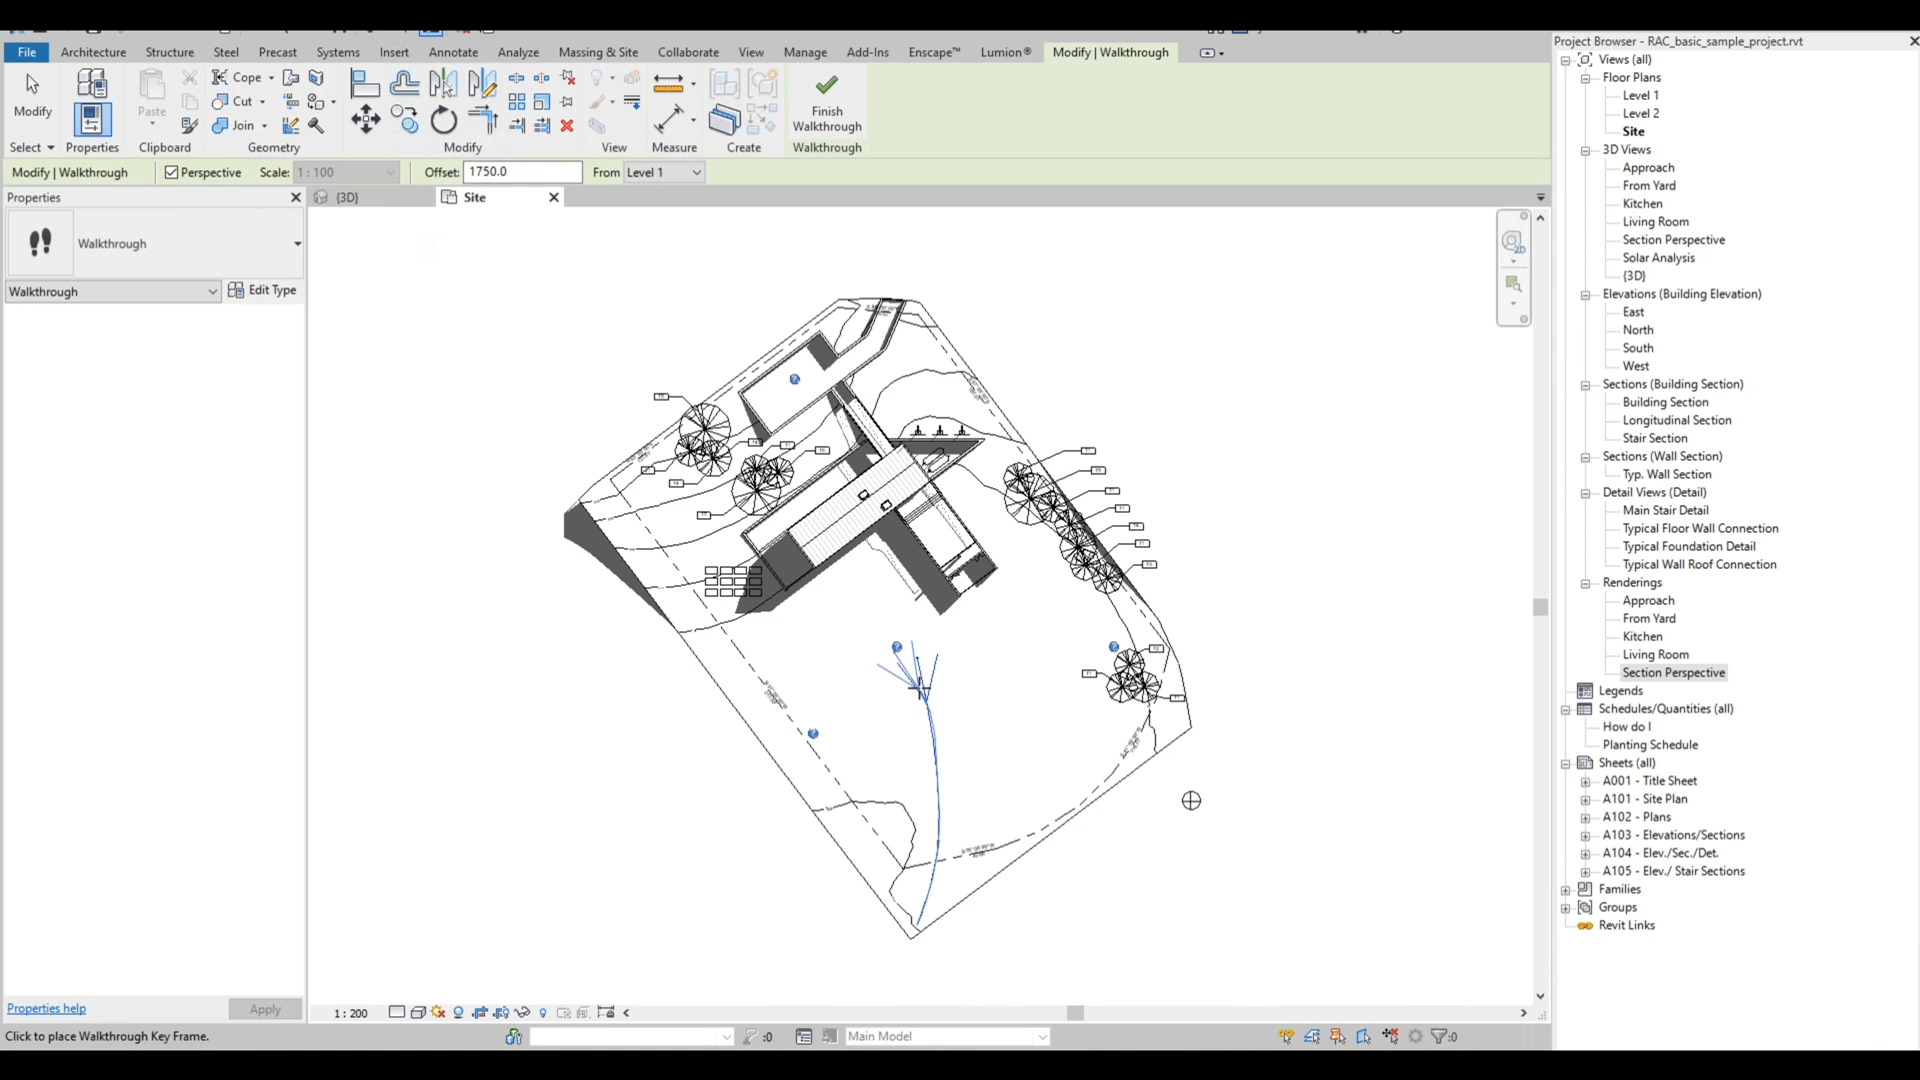 File Architecture Structure Steel Precast Systems Insert Annotate Analyze Massing & Site Collaborate View Manage Add-Ins Enscape™ Lumion® Modify | Walkthrough
Modify
Paste
Cope
Cut
Join
Finish
Walkthrough
Select Properties Clipboard Geometry Modify View Measure Create Walkthrough
Modify | Walkthrough Perspective Scale: 1 : 100 Offset: 1750.0 From Level 1
Properties
{3D}
Site
Walkthrough
Walkthrough
Edit Type
2D
Properties help
Apply
1 : 200
Click to place Walkthrough Key Frame.
:0
Main Model
:0
Project Browser - RAC_basic_sample_project.rvt
Views (all)
Floor Plans
Level 1
Level 2
Site
3D Views
Approach
From Yard
Kitchen
Living Room
Section Perspective
Solar Analysis
{3D}
Elevations (Building Elevation)
East
North
South
West
Sections (Building Section)
Building Section
Longitudinal Section
Stair Section
Sections (Wall Section)
Typ. Wall Section
Detail Views (Detail)
Main Stair Detail
Typical Floor Wall Connection
Typical Foundation Detail
Typical Wall Roof Connection
Renderings
Approach
From Yard
Kitchen
Living Room
Section Perspective
Legends
Schedules/Quantities (all)
How do I
Planting Schedule
Sheets (all)
A001 - Title Sheet
A101 - Site Plan
A102 - Plans
A103 - Elevations/Sections
A104 - Elev./Sec./Det.
A105 - Elev./ Stair Sections
Families
Groups
Revit Links